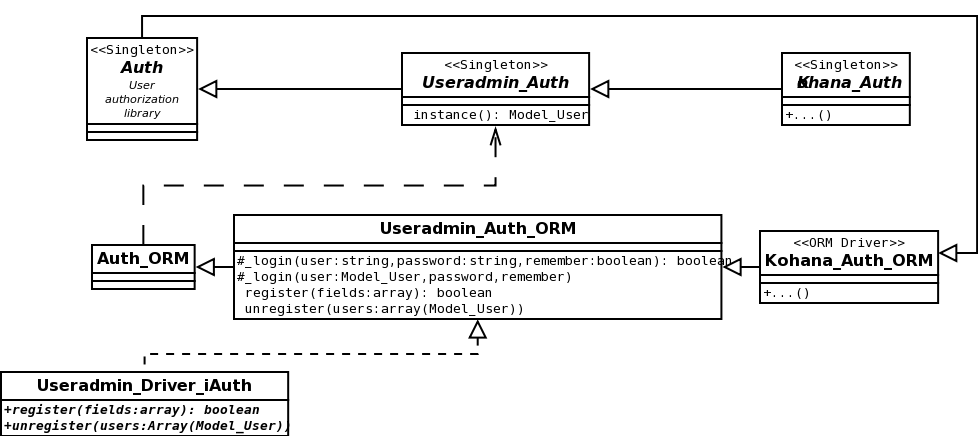 <<Singleton>>
Auth
User
authorization
library
<<Singleton>>
Useradmin_Auth
instance(): Model_User
<<Singleton>>
Kohana_Auth
+...()
Auth_ORM
Useradmin_Auth_ORM
#_login(user:string,password:string,remember:boolean): boolean
#_login(user:Model_User,password,remember)
register(fields:array): boolean
unregister(users:array(Model_User))
<<ORM Driver>>
Kohana_Auth_ORM
+...()
Useradmin_Driver_iAuth
+register(fields:array): boolean
+unregister(users:Array(Model_User))